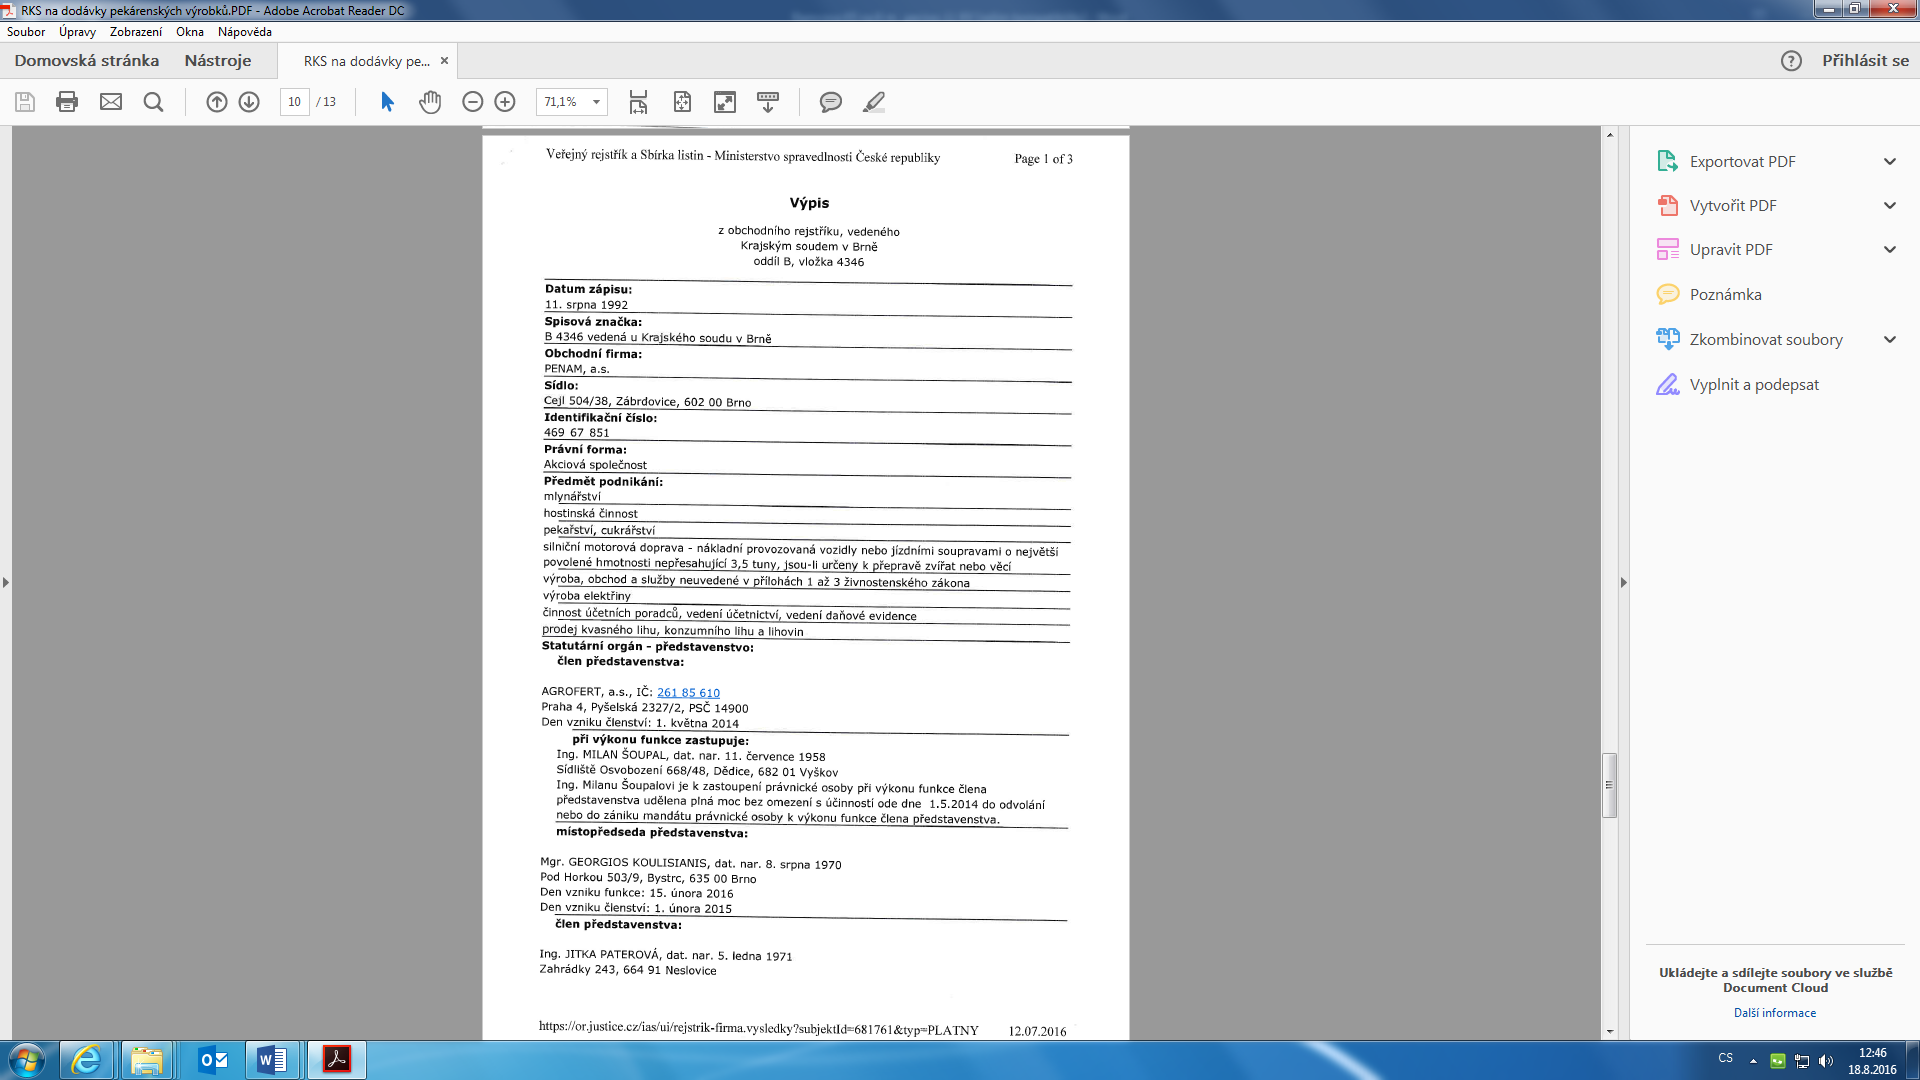 RKS na dodávky pekárenských výrobků.PDF - Adobe Acrobat Reader DC
Soubor Úpravy Zobrazení Okna Nápověda
Domovská stránka Nástroje RKS na dodávky pe... × Přihlásit se
10 / 13 71,1%
Veřejný rejstřík a Sbírka listin - Ministerstvo spravedlnosti České republiky Page 1 of 3
Výpis
z obchodního rejstříku, vedeného
Krajským soudem v Brně
oddíl B, vložka 4346
Datum zápisu:
11. srpna 1992
Spisová značka:
B 4346 vedená u Krajského soudu v Brně
Obchodní firma:
PENAM, a.s.
Sídlo:
Cejl 504/38, Zábrdovice, 602 00 Brno
Identifikační číslo:
469 67 851
Právní forma:
Akciová společnost
Předmět podnikání:
mlynářství
hostinská činnost
pekařství, cukrářství
silniční motorová doprava - nákladní provozovaná vozidly nebo jízdními soupravami o největší
povolené hmotnosti nepřesahující 3,5 tuny, jsou-li určeny k přepravě zvířat nebo věcí
výroba, obchod a služby neuvedené v přílohách 1 až 3 živnostenského zákona
výroba elektřiny
činnost účetních poradců, vedení účetnictví, vedení daňové evidence
prodej kvasného lihu, konzumního lihu a lihovin
Statutární orgán - představenstvo:
člen představenstva:
AGROFERT, a.s., IČ: 261 85 610
Praha 4, Pyšelská 2327/2, PSČ 14900
Den vzniku členství: 1. května 2014
při výkonu funkce zastupuje:
Ing. MILAN ŠOUPAL, dat. nar. 11. července 1958
Sídliště Osvobození 668/48, Dědice, 682 01 Vyškov
Ing. Milanu Šoupalovi je k zastoupení právnické osoby při výkonu funkce člena
představenstva udělena plná moc bez omezení s účinností ode dne 1.5.2014 do odvolání
nebo do zániku mandátu právnické osoby k výkonu funkce člena představenstva.
místopředseda představenstva:
Mgr. GEORGIOS KOULISIANIS, dat. nar. 8. srpna 1970
Pod Horkou 503/9, Bystrc, 635 00 Brno
Den vzniku funkce: 15. února 2016
Den vzniku členství: 1. února 2015
člen představenstva:
Ing. JITKA PATEROVÁ, dat. nar. 5. ledna 1971
Zahrádky 243, 664 91 Neslovice
https://or.justice.cz/ias/ui/rejstrik-firma.vysledky?subjektId=681761&typ=PLATNY 12.07.2016
Exportovat PDF
Vytvořit PDF
Upravit PDF
Poznámka
Zkombinovat soubory
Vyplnit a podepsat
Ukládejte a sdílejte soubory ve službě
Document Cloud
Další informace
CS 12:46
18.8.2016